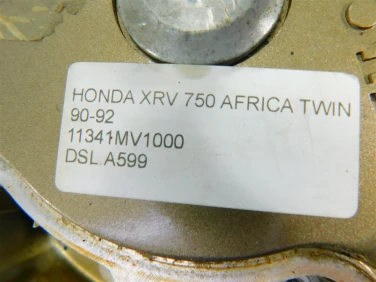 HONDA XRV 750 AFRICA TWIN
90-92
11341MV1000
DSL.A599